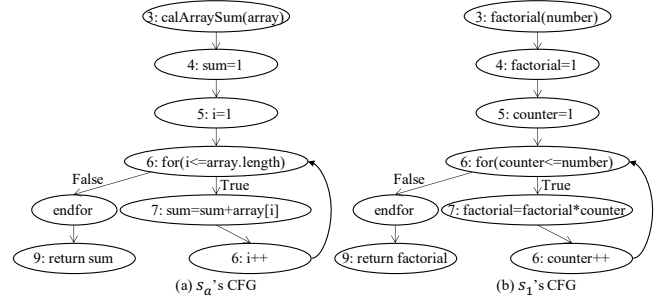 3: calArraySum(array)
4: sum=1
5: i=1
6: for(i<=array.length)
False
True
endfor
7: sum=sum+array[i]
9: return sum
6: i++
(a) sₐ's CFG
3: factorial(number)
4: factorial=1
5: counter=1
6: for(counter<=number)
False
True
endfor
7: factorial=factorial*counter
9: return factorial
6: counter++
(b) s₁'s CFG